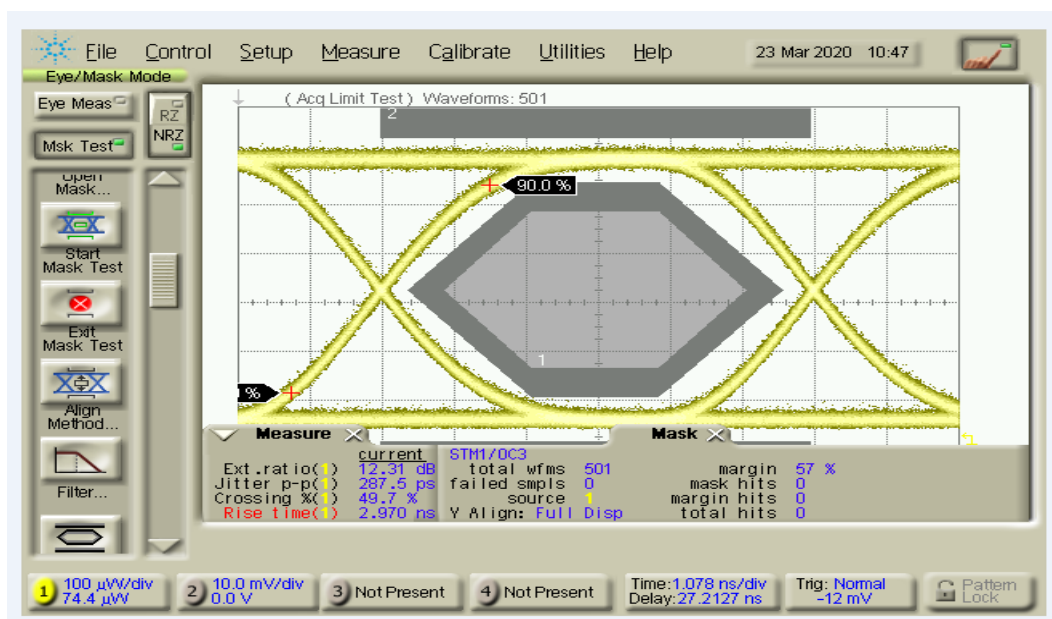 File Control Setup Measure Calibrate Utilities Help 23 Mar 2020 10:47
Eye/Mask Mode
Eye Meas
RZ
NRZ
Msk Test
Open
Mask...
Start
Mask Test
Exit
Mask Test
Align
Method...
Filter...
( Acq Limit Test ) Waveforms: 501
2
90.0 %
1
%
Measure
current
Ext.ratio(1) 12.31 dB
Jitter p-p(1) 287.5 ps
Crossing %(1) 49.7 %
Rise time(1) 2.970 ns
Mask
STM1/OC3
total wfms 501 margin 57 %
failed smpls 0 mask hits 0
source 1 margin hits 0
Y Align: Full Disp total hits 0
1 100 µW/div
74.4 µW
2 10.0 mV/div
0.0 V
3 Not Present
4 Not Present
Time:1.078 ns/div
Delay:27.2127 ns
Trig: Normal
-12 mV
Pattern
Lock